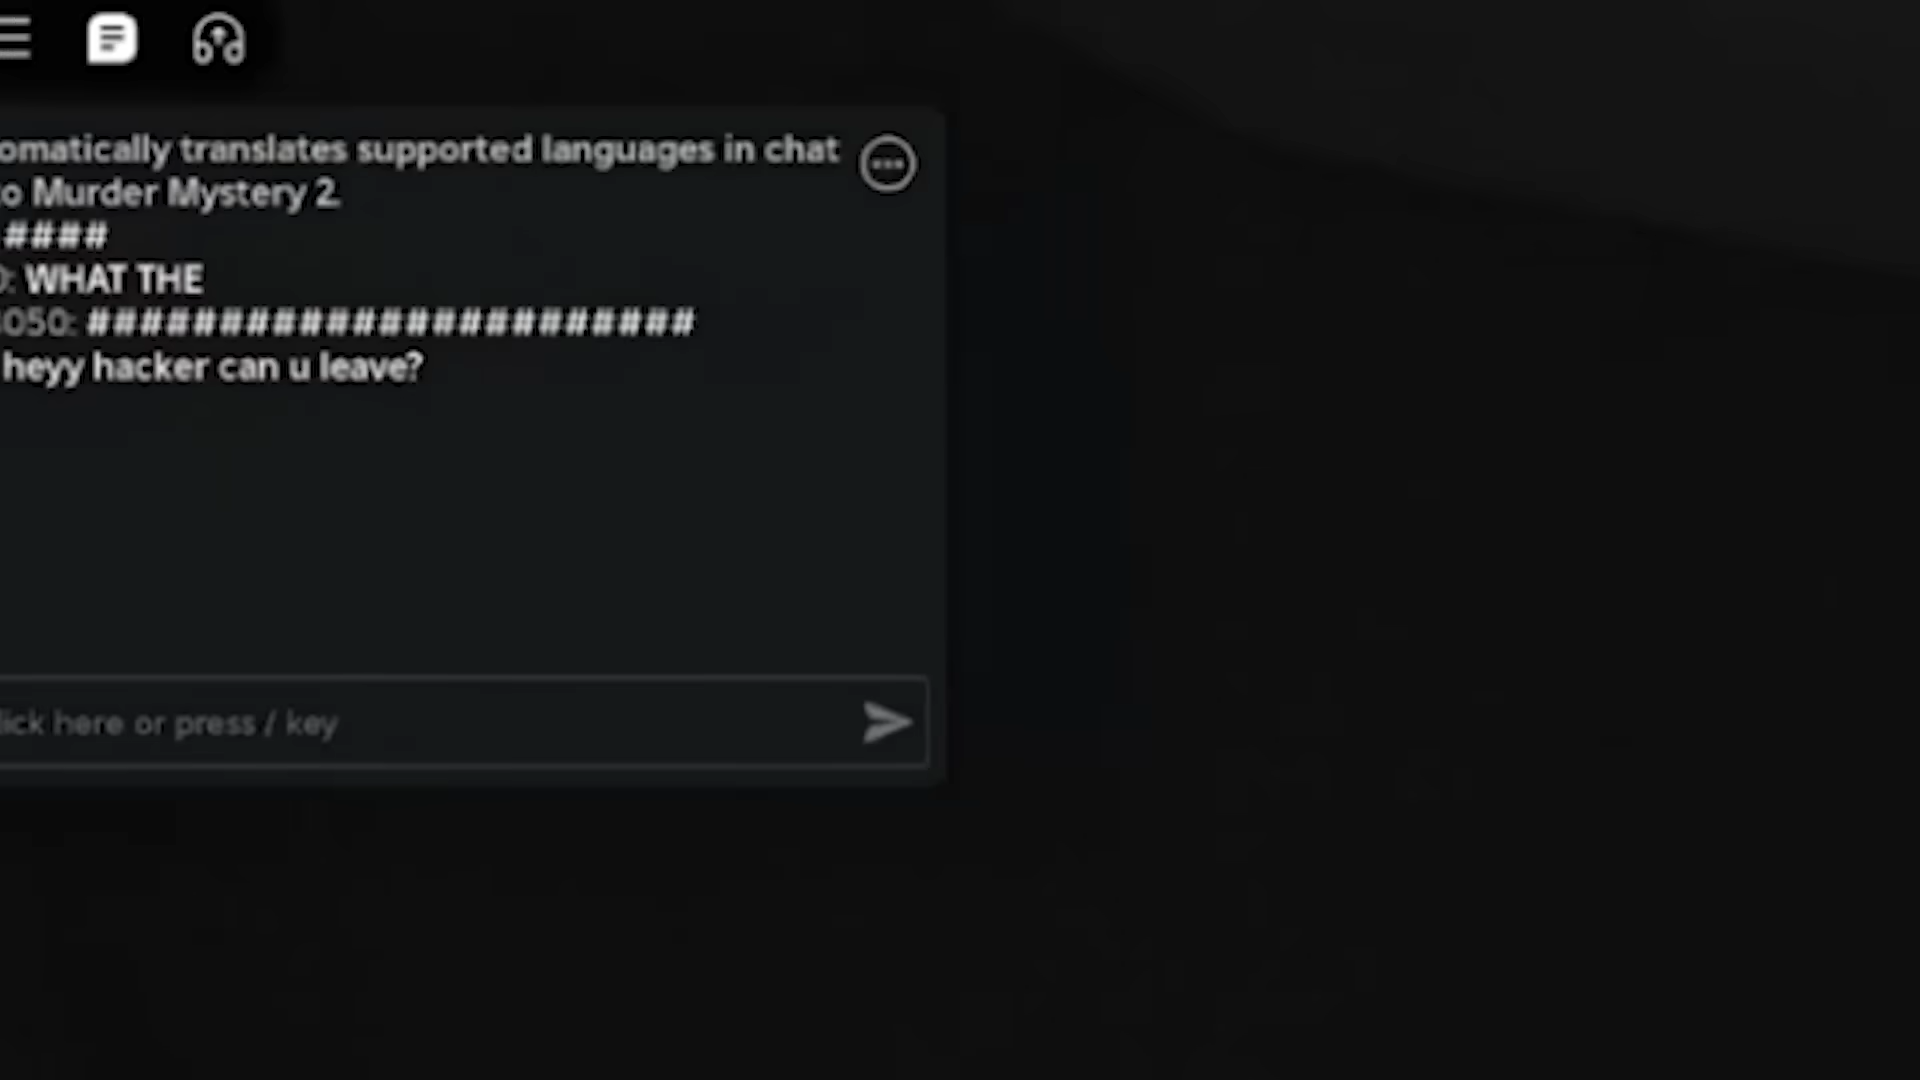 omatically translates supported languages in chat
o Murder Mystery 2.
####
: WHAT THE
050: #######################
heyy hacker can u leave?
lick here or press / key